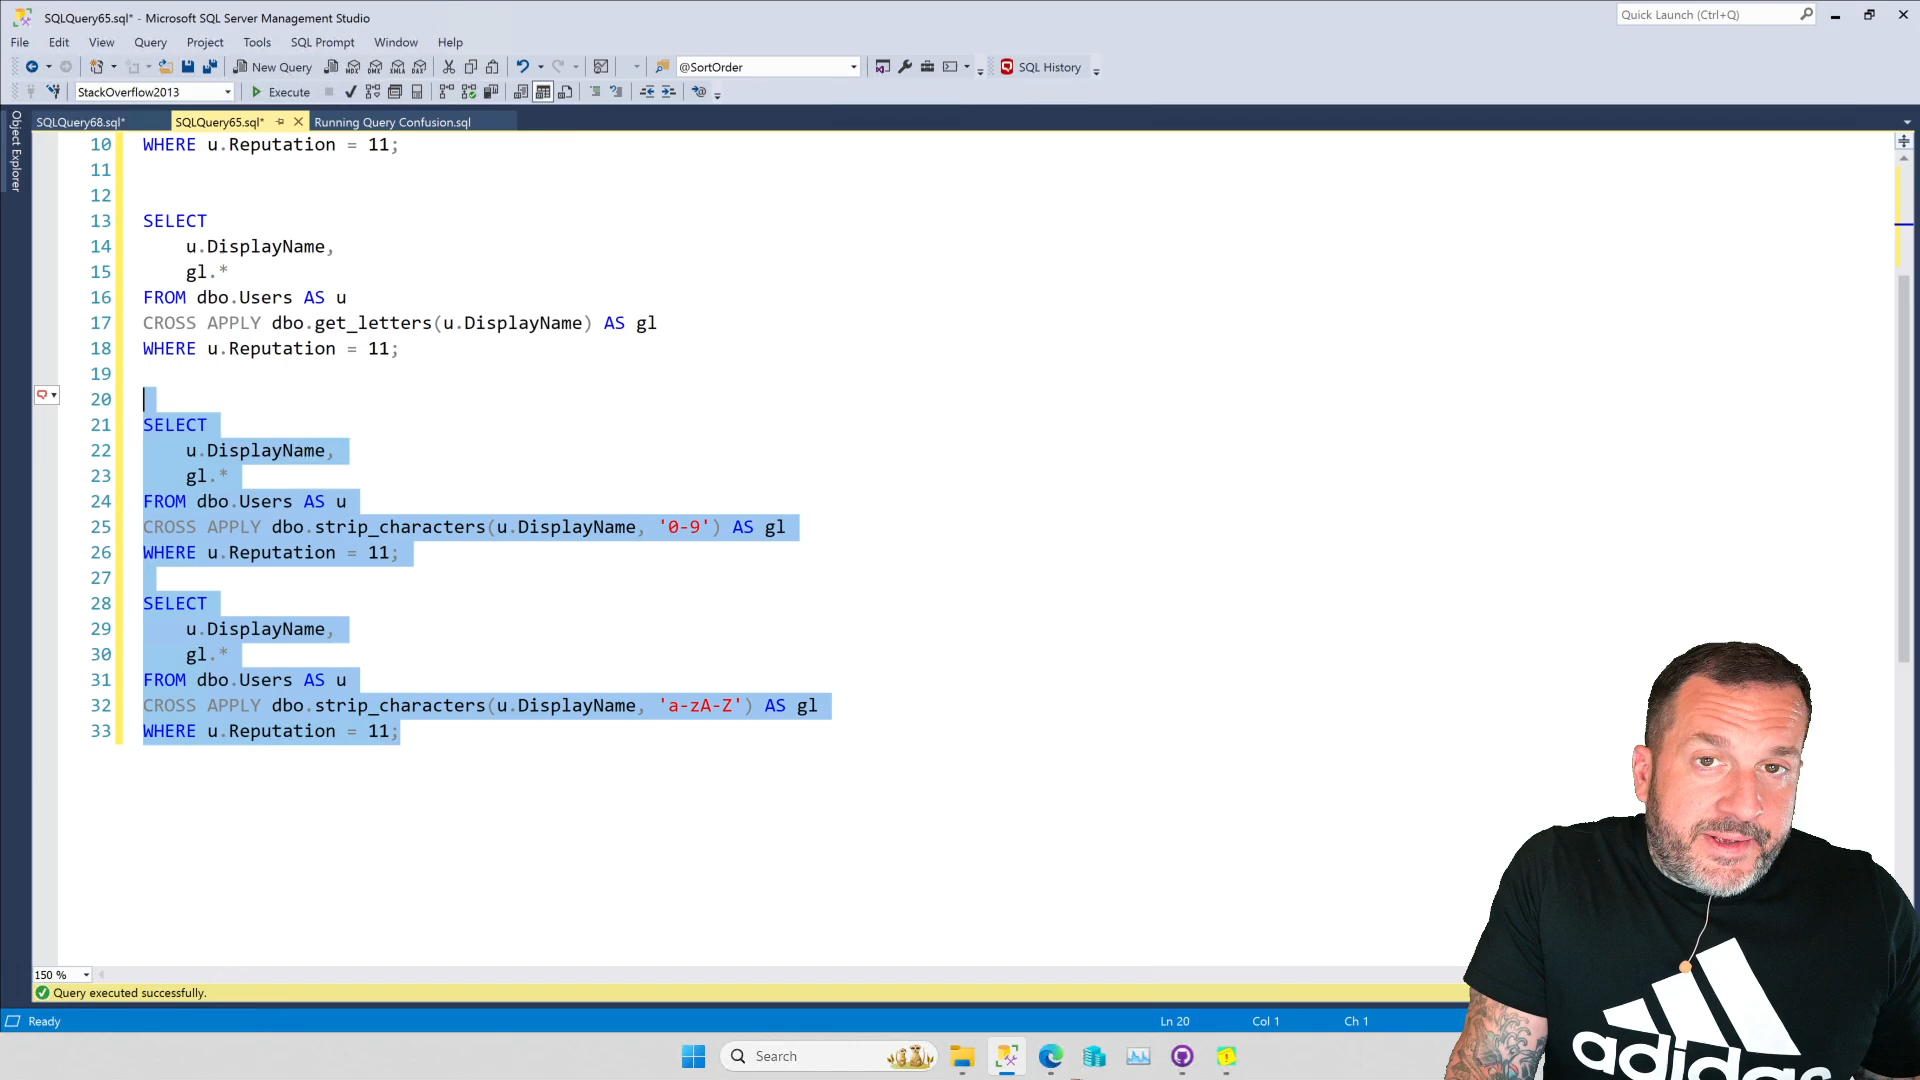 SQLQuery65.sql* - Microsoft SQL Server Management Studio
Quick Launch (Ctrl+Q)
File Edit View Query Project Tools SQL Prompt Window Help
New Query
@SortOrder
SQL History
StackOverflow2013
Execute
SQLQuery68.sql*
SQLQuery65.sql*
Running Query Confusion.sql
Object Explorer
10 WHERE u.Reputation = 11;
11
12
13 SELECT
14 u.DisplayName,
15 gl.*
16 FROM dbo.Users AS u
17 CROSS APPLY dbo.get_letters(u.DisplayName) AS gl
18 WHERE u.Reputation = 11;
19
20
21 SELECT
22 u.DisplayName,
23 gl.*
24 FROM dbo.Users AS u
25 CROSS APPLY dbo.strip_characters(u.DisplayName, '0-9') AS gl
26 WHERE u.Reputation = 11;
27
28 SELECT
29 u.DisplayName,
30 gl.*
31 FROM dbo.Users AS u
32 CROSS APPLY dbo.strip_characters(u.DisplayName, 'a-zA-Z') AS gl
33 WHERE u.Reputation = 11;
150 %
Query executed successfully.
Ready
Ln 20 Col 1 Ch 1
Search
adidas